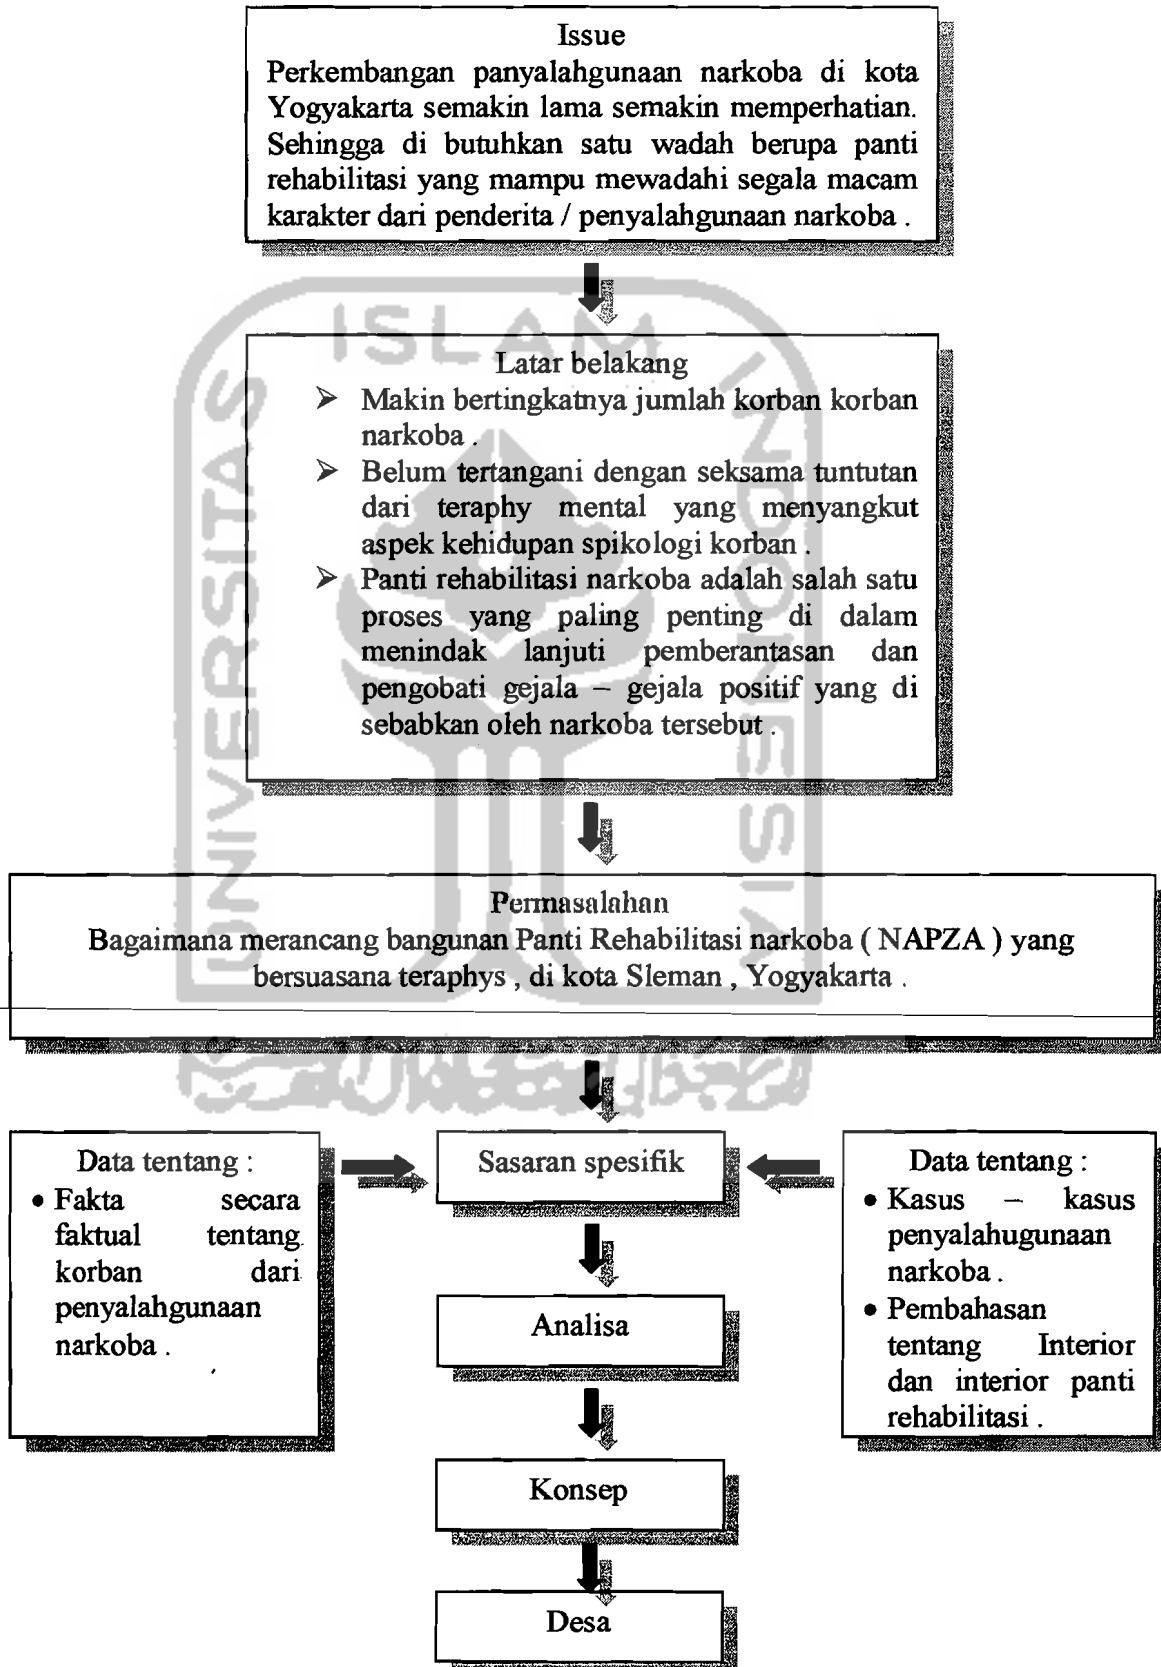 Issue
Perkembangan panyalahgunaan narkoba di kota
Yogyakarta semakin lama semakin memperhatian.
Sehingga di butuhkan satu wadah berupa panti
rehabilitasi yang mampu mewadahi segala macam
karakter dari penderita / penyalahgunaan narkoba .
Latar belakang
➢ Makin bertingkatnya jumlah korban korban
narkoba .
➢ Belum tertangani dengan seksama tuntutan
dari teraphy mental yang menyangkut
aspek kehidupan spikologi korban .
➢ Panti rehabilitasi narkoba adalah salah satu
proses yang paling penting di dalam
menindak lanjuti pemberantasan dan
pengobati gejala – gejala positif yang di
sebabkan oleh narkoba tersebut .
Permasalahan
Bagaimana merancang bangunan Panti Rehabilitasi narkoba ( NAPZA ) yang
bersuasana teraphys , di kota Sleman , Yogyakarta .
Data tentang :
• Fakta secara
faktual tentang
korban dari
penyalahgunaan
narkoba .
Sasaran spesifik
Data tentang :
• Kasus – kasus
penyalahugunaan
narkoba .
• Pembahasan
tentang Interior
dan interior panti
rehabilitasi .
Analisa
Konsep
Desa
UNIVERSITAS
ISLAM
INDONESIA